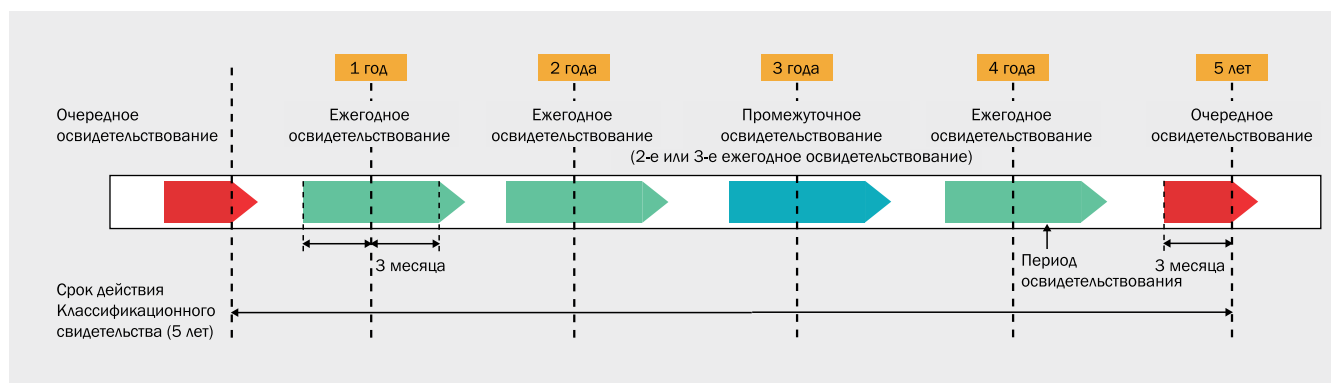 1 год
2 года
3 года
4 года
5 лет
Очередное
освидетельствование
Ежегодное
освидетельствование
Ежегодное
освидетельствование
Промежуточное
освидетельствование
(2-е или 3-е ежегодное освидетельствование)
Ежегодное
освидетельствование
Очередное
освидетельствование
3 месяца
Период
освидетельствования
3 месяца
Срок действия
Классификационного
свидетельства (5 лет)